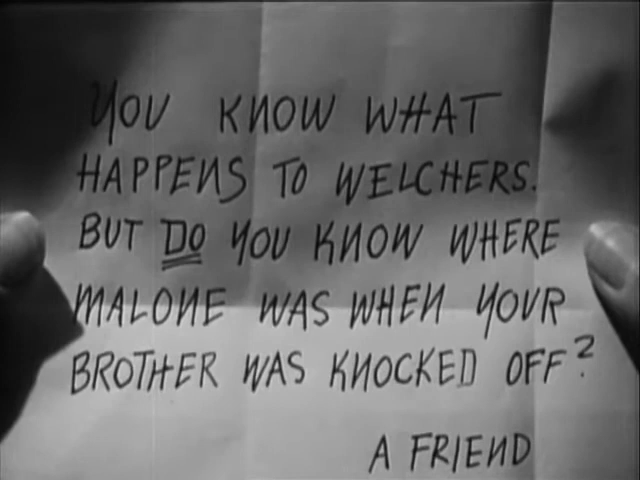 YOU KNOW WHAT
HAPPENS TO WELCHERS.
BUT DO YOU KNOW WHERE
MALONE WAS WHEN YOUR
BROTHER WAS KNOCKED OFF?
A FRIEND